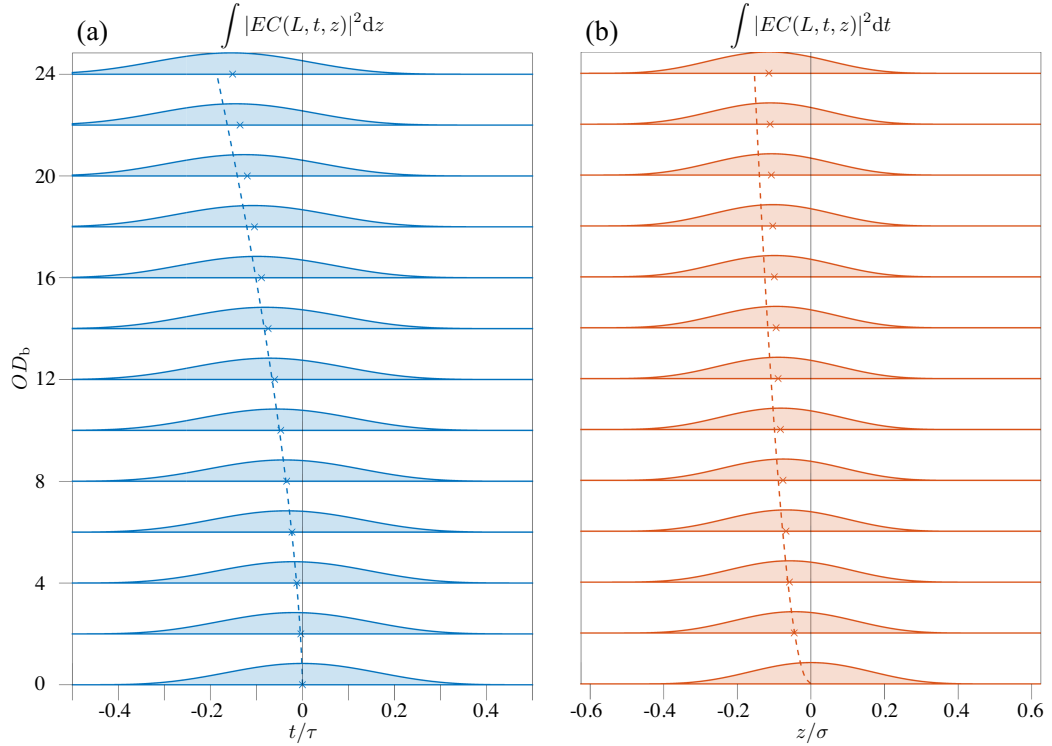 (a)
∫ |EC(L, t, z)|²dz
24
20
16
12
8
4
0
OD_b
-0.4 -0.2 0 0.2 0.4
t/τ
(b)
∫ |EC(L, t, z)|²dt
-0.6 -0.4 -0.2 0 0.2 0.4 0.6
z/σ